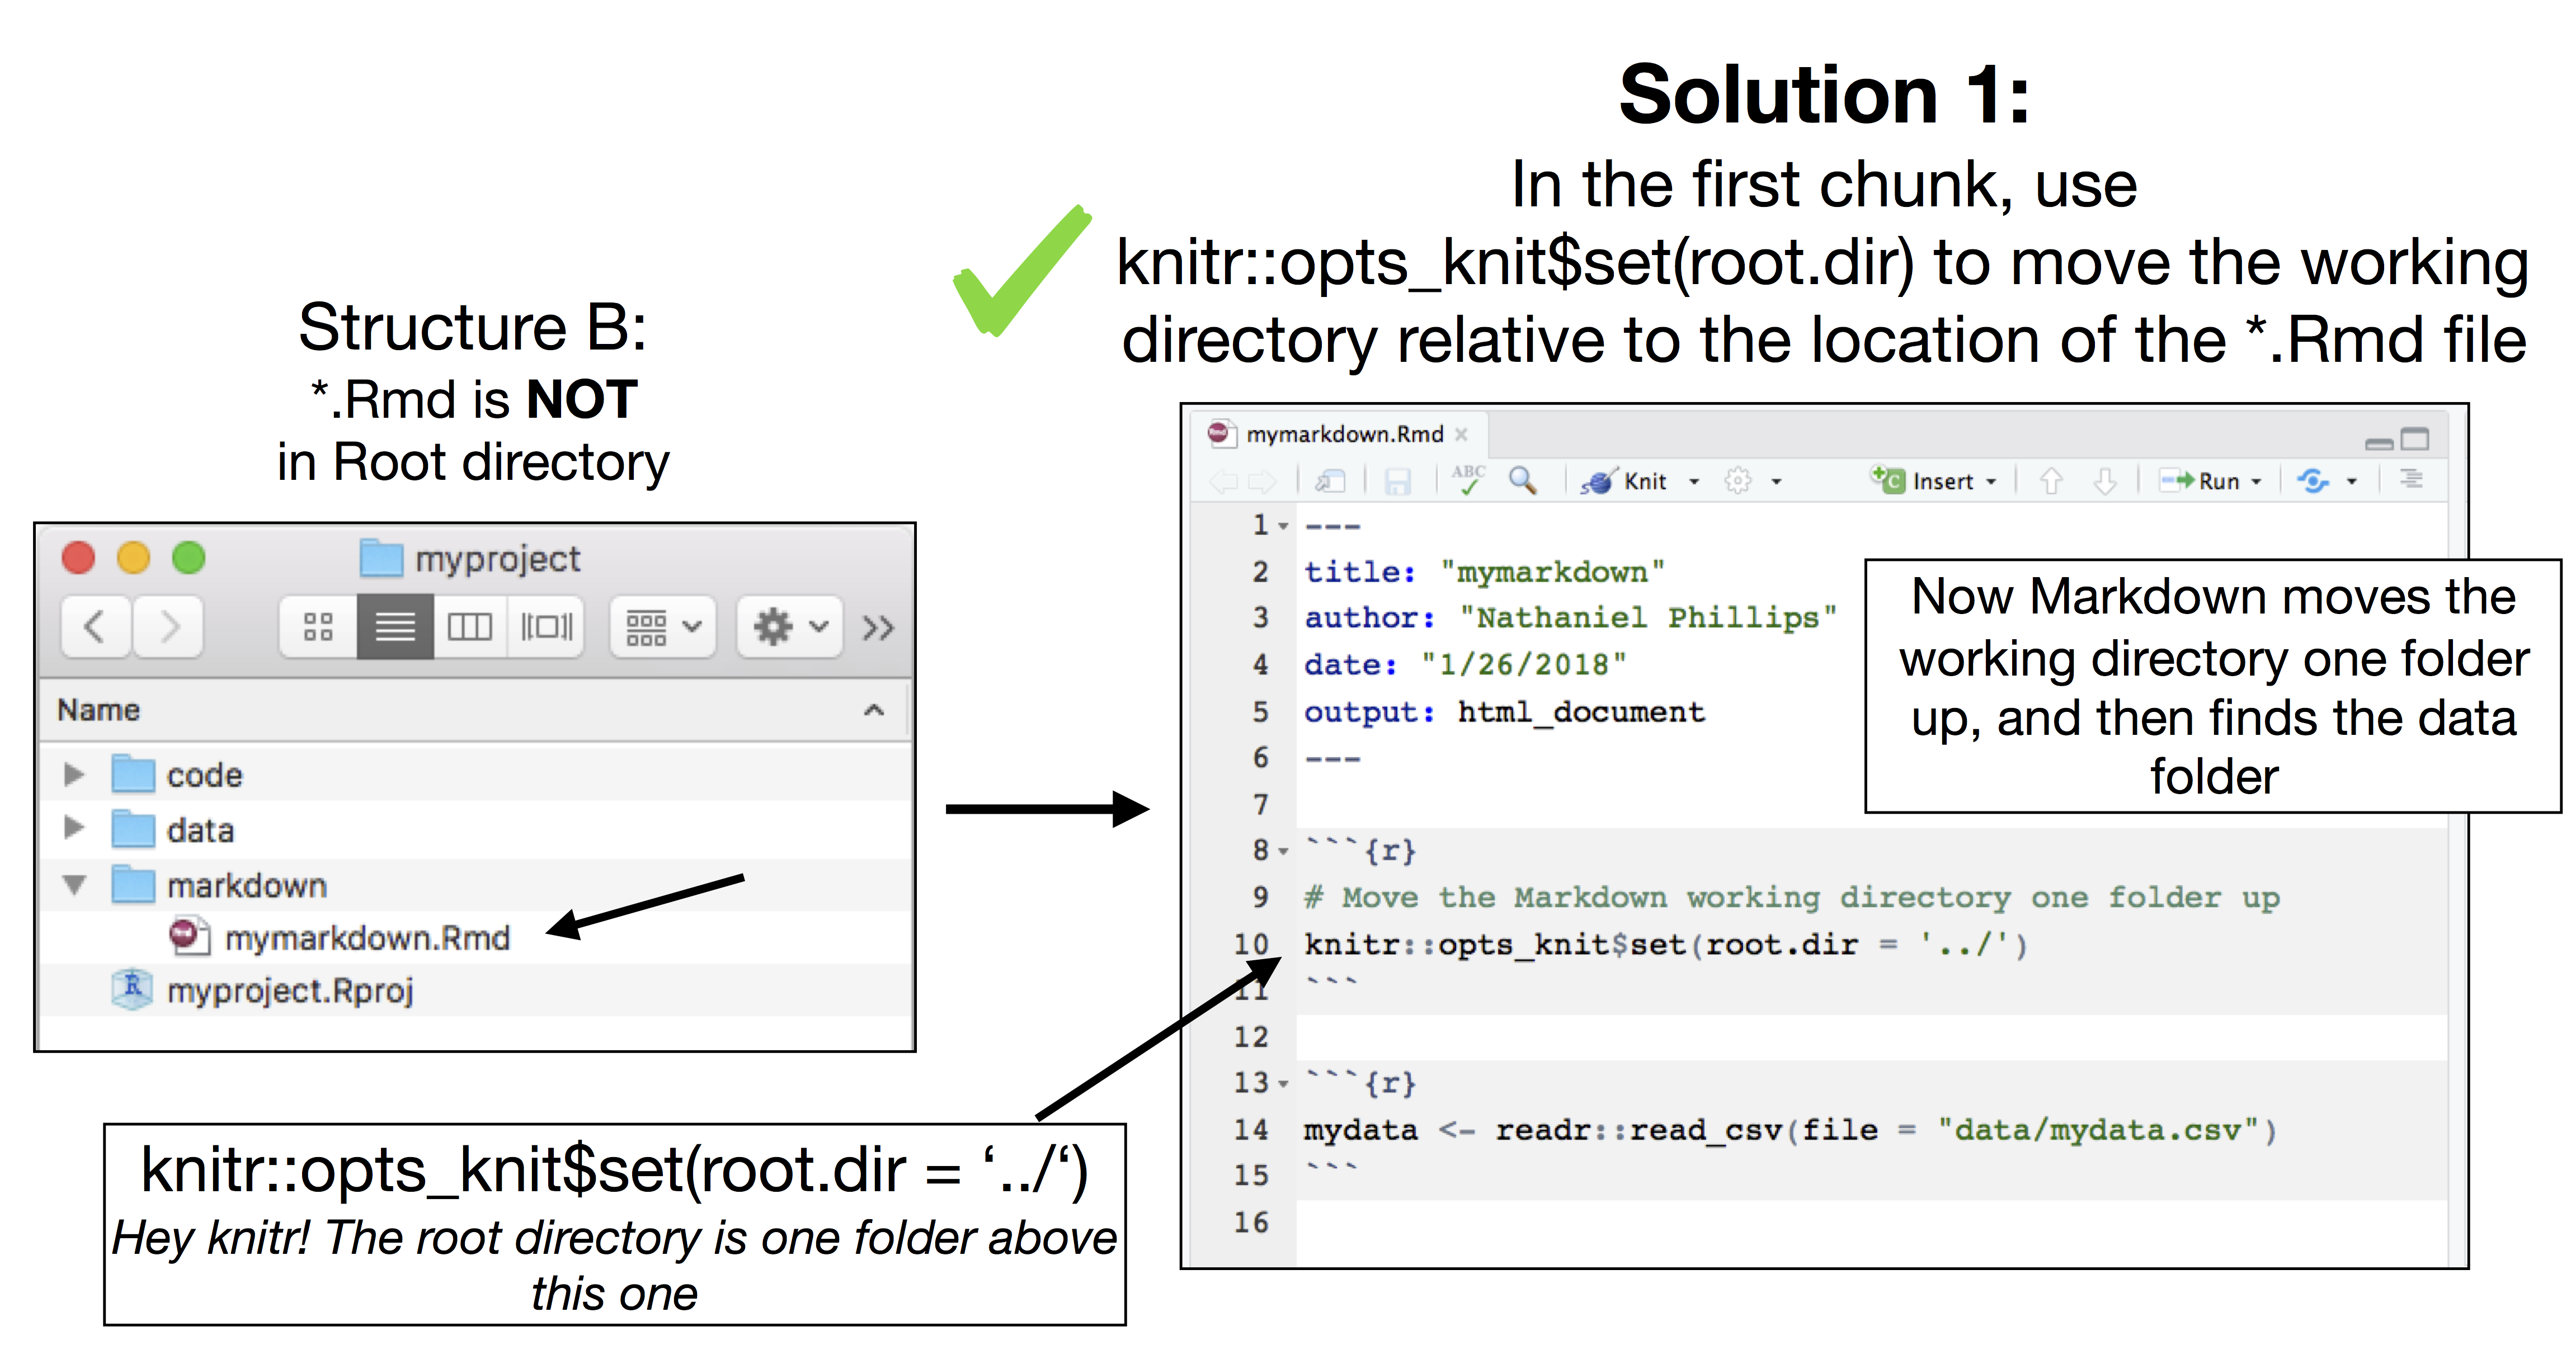 Solution 1:
In the first chunk, use
knitr::opts_knit$set(root.dir) to move the working
directory relative to the location of the *.Rmd file
Structure B:
*.Rmd is NOT
in Root directory
myproject
Name
code
data
markdown
mymarkdown.Rmd
myproject.Rproj
knitr::opts_knit$set(root.dir = ‘../‘)
Hey knitr! The root directory is one folder above
this one
mymarkdown.Rmd
ABC
Knit
Insert
Run
1 ---
2 title: "mymarkdown"
3 author: "Nathaniel Phillips"
4 date: "1/26/2018"
5 output: html_document
6 ---
7
8 ```{r}
9 # Move the Markdown working directory one folder up
10 knitr::opts_knit$set(root.dir = '../')
11 ```
12
13 ```{r}
14 mydata <- readr::read_csv(file = "data/mydata.csv")
15 ```
16
Now Markdown moves the
working directory one folder
up, and then finds the data
folder